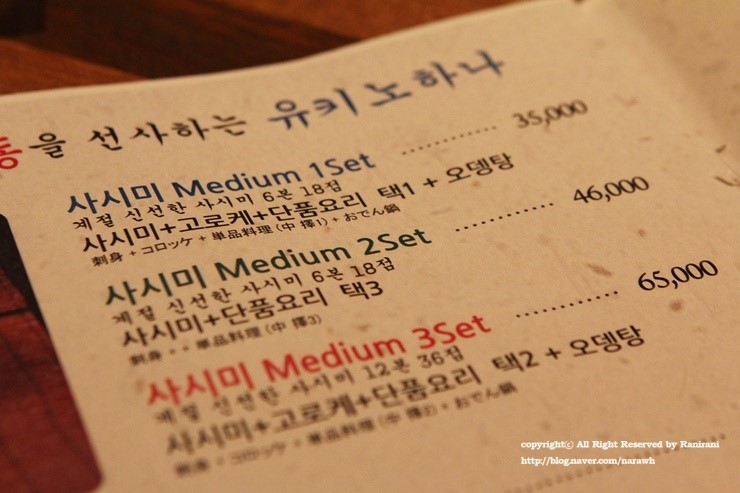 동을 선사하는 유키노하나
사시미 Medium 1Set ............ 35,000
계절 신선한 사시미 6본 18점
사시미+고로케+단품요리 택1 + 오뎅탕
刺身 + コロッケ + 単品料理 (中 擇1) + おでん鍋
사시미 Medium 2Set ............ 46,000
계절 신선한 사시미 6본 18점
사시미+단품요리 택3
刺身 + + 単品料理 (中 擇3)
사시미 Medium 3Set ............ 65,000
계절 신선한 사시미 12본 36점
사시미+고로케+단품요리 택2 + 오뎅탕
刺身 + コロッケ + 単品料理 (中 擇2) + おでん鍋
copyrightⓒ All Right Reserved by Ranirani
http://blog.naver.com/narawh